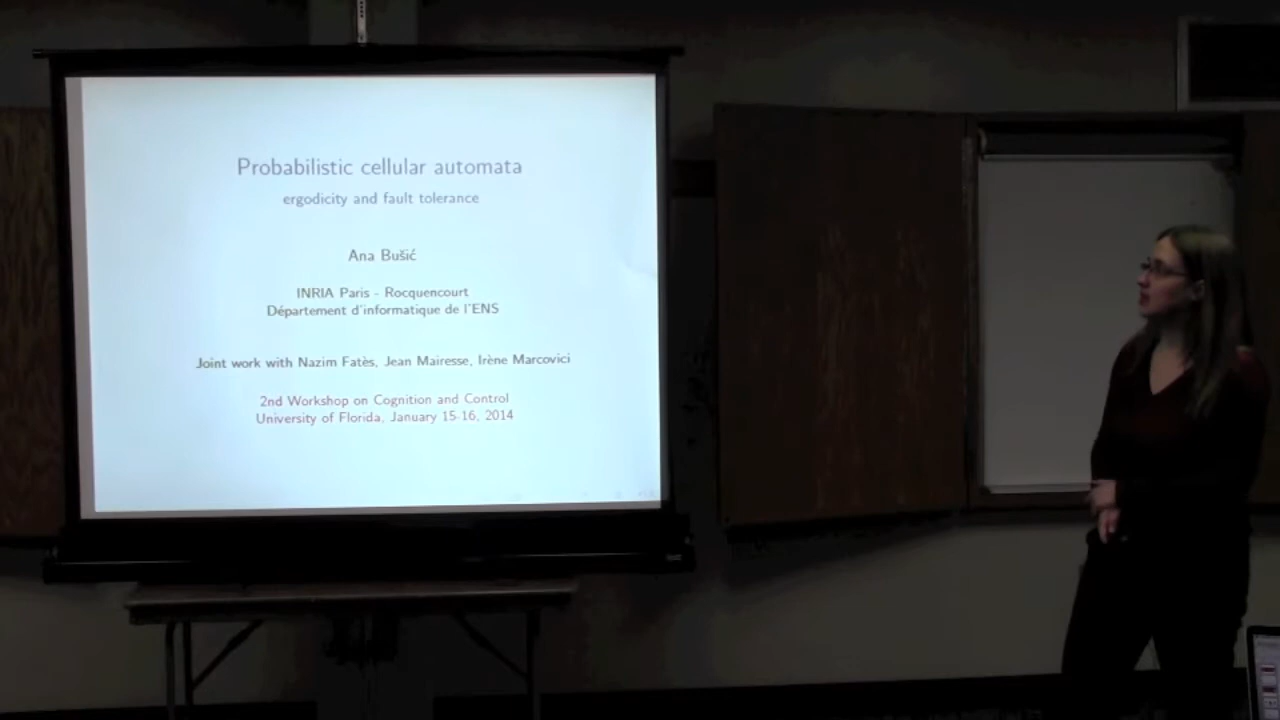 Probabilistic cellular automata
ergodicity and fault tolerance
Ana Bušić
INRIA Paris - Rocquencourt
Département d'informatique de l'ENS
Joint work with Nazim Fatès, Jean Mairesse, Irène Marcovici
2nd Workshop on Cognition and Control
University of Florida, January 15-16, 2014